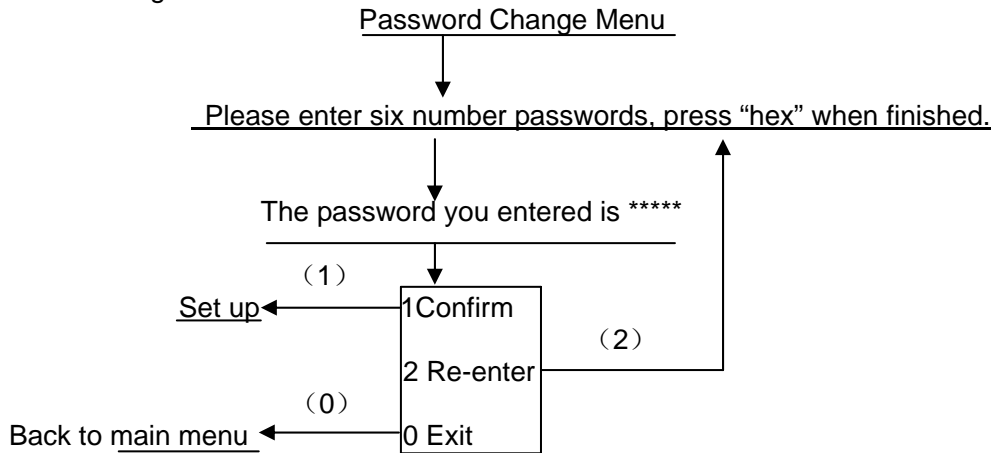 Password Change Menu
Please enter six number passwords, press “hex” when finished.
The password you entered is *****
（1）
Set up
1Confirm
（2）
2 Re-enter
（0）
Back to main menu
0 Exit